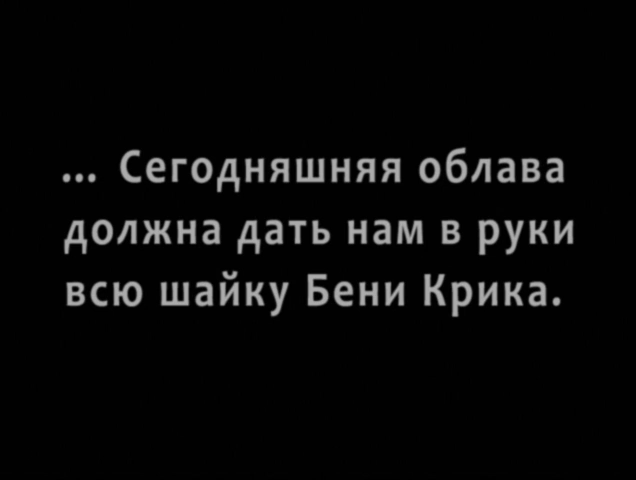 ... Сегодняшняя облава
должна дать нам в руки
всю шайку Бени Крика.